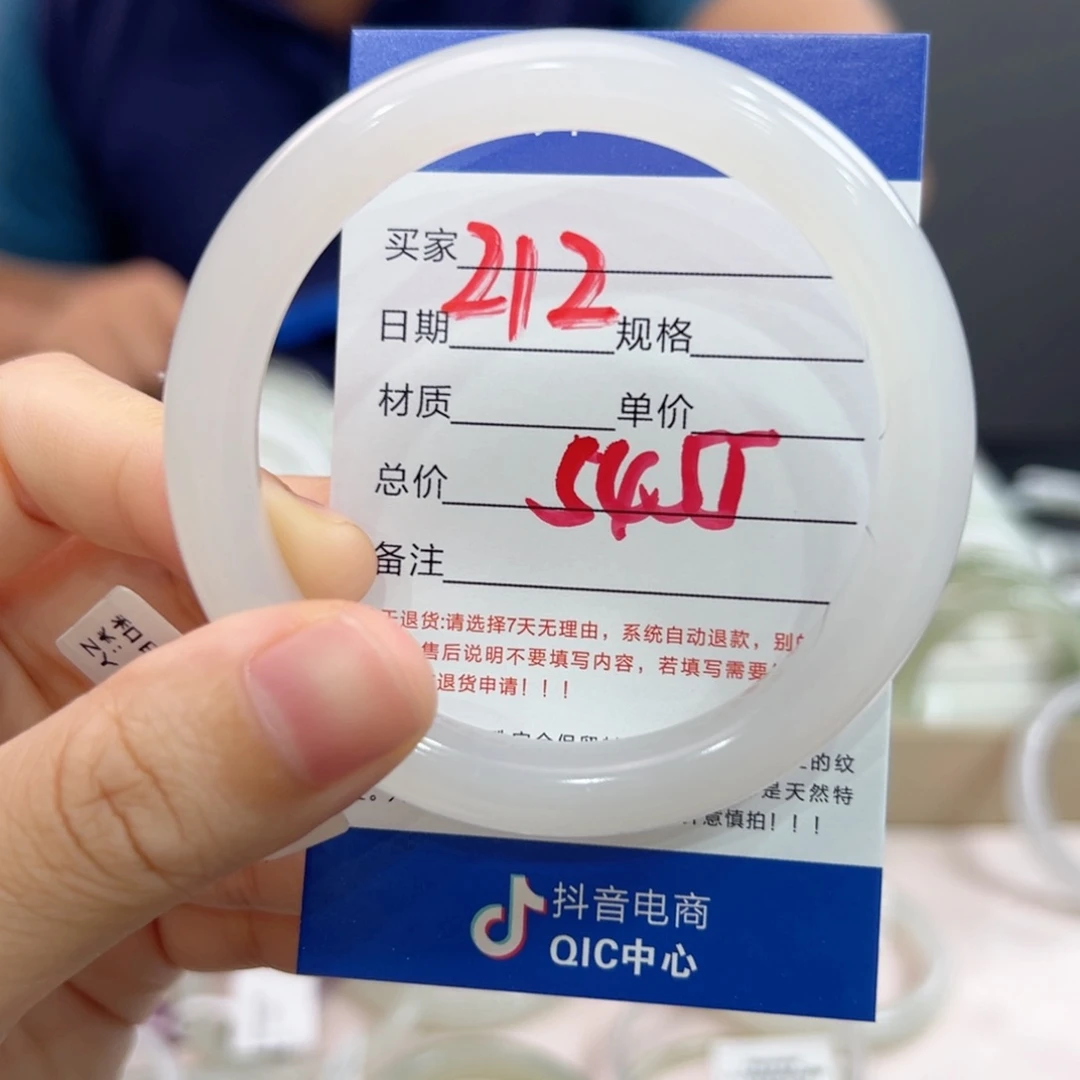 买家 212
日期 规格
材质 单价
总价 5455
备注
退货:请选择7天无理由，系统自动退款，别
售后说明不要填写内容，若填写需要
退货申请！！！
的纹
是天然特
意慎拍！！！
抖音电商
QIC中心